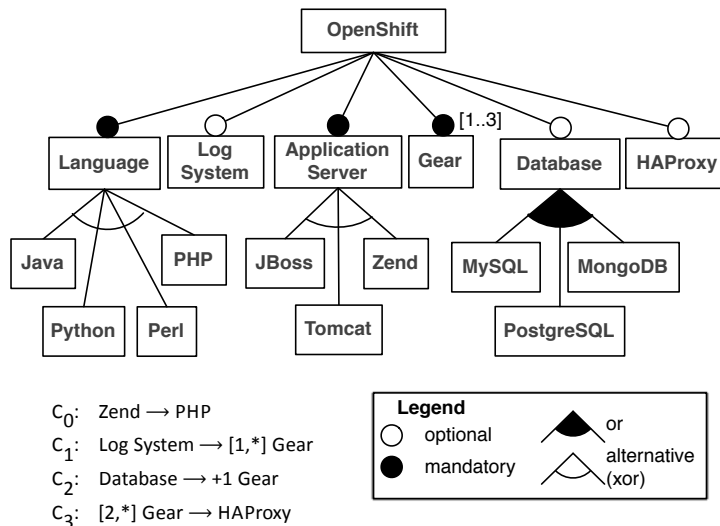 OpenShift
[1..3]
Language
Log System
Application Server
Gear
Database
HAProxy
Java
PHP
JBoss
Zend
MySQL
MongoDB
Python
Perl
Tomcat
PostgreSQL
C0: Zend → PHP
C1: Log System → [1,*] Gear
C2: Database → +1 Gear
C3: [2,*] Gear → HAProxy
Legend
optional
mandatory
or
alternative
(xor)